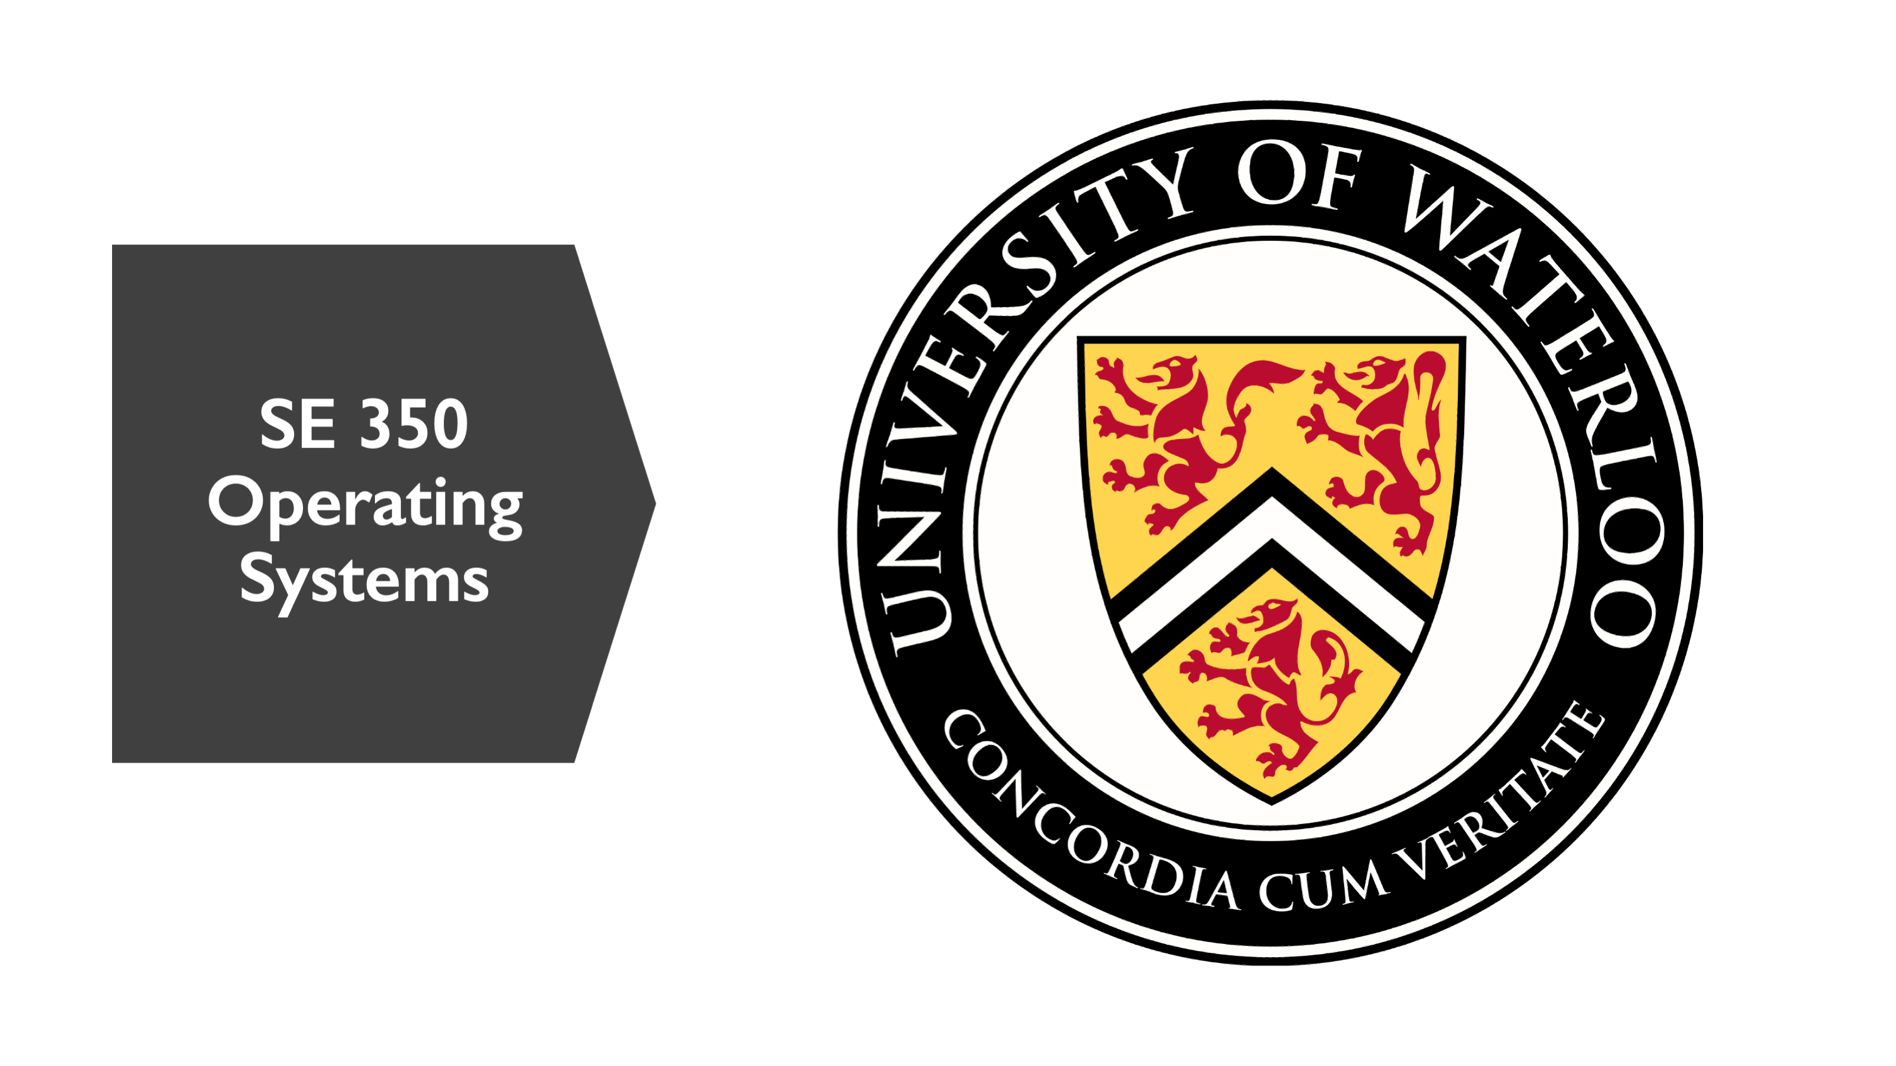 SE 350
Operating
Systems
UNIVERSITY OF WATERLOO
CONCORDIA CUM VERITATE